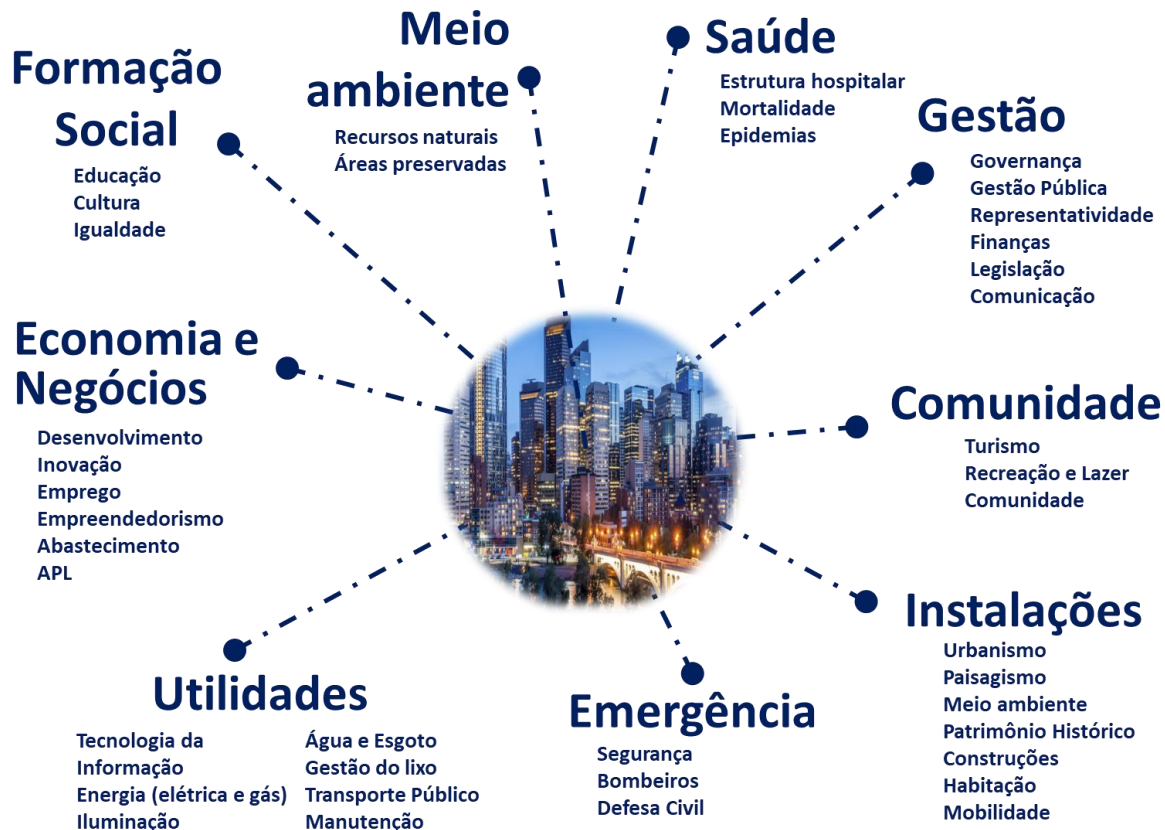 Formação
Social
Educação
Cultura
Igualdade
Meio
ambiente
Recursos naturais
Áreas preservadas
Saúde
Estrutura hospitalar
Mortalidade
Epidemias
Gestão
Governança
Gestão Pública
Representatividade
Finanças
Legislação
Comunicação
Economia e
Negócios
Desenvolvimento
Inovação
Emprego
Empreendedorismo
Abastecimento
APL
Comunidade
Turismo
Recreação e Lazer
Comunidade
Utilidades
Tecnologia da
Informação
Energia (elétrica e gás)
Iluminação
Água e Esgoto
Gestão do lixo
Transporte Público
Manutenção
Emergência
Segurança
Bombeiros
Defesa Civil
Instalações
Urbanismo
Paisagismo
Meio ambiente
Patrimônio Histórico
Construções
Habitação
Mobilidade